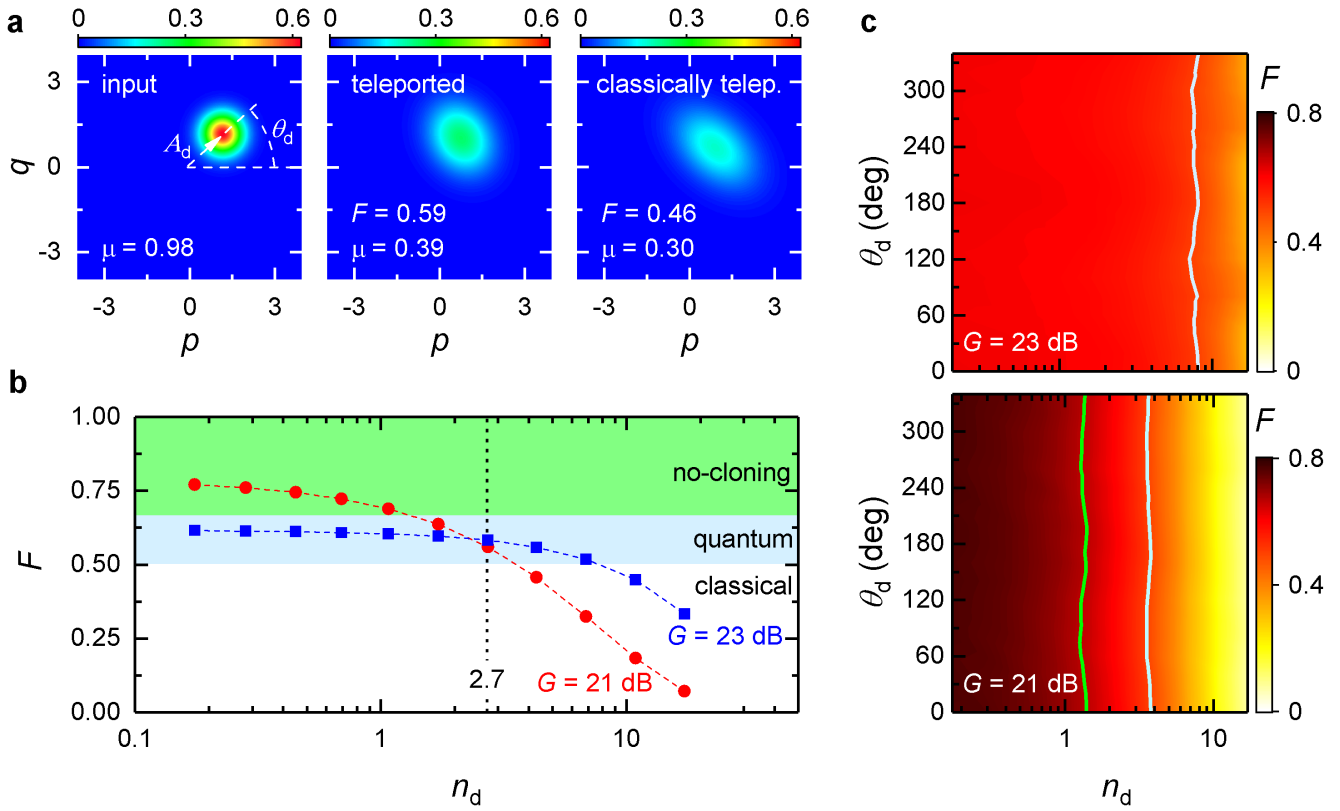 a
0 0.3 0.6
0 0.3 0.6
0 0.3 0.6
input
teleported
classically telep.
A_d
θ_d
F = 0.59
F = 0.46
μ = 0.98
μ = 0.39
μ = 0.30
3
0
-3
q
-3 0 3
-3 0 3
-3 0 3
p
p
p
b
1.00
0.75
0.50
0.25
0.00
F
no-cloning
quantum
classical
G = 23 dB
G = 21 dB
2.7
0.1 1 10
n_d
c
300
240
180
120
60
0
θ_d (deg)
G = 23 dB
F
0.8
0.4
0
300
240
180
120
60
0
θ_d (deg)
G = 21 dB
F
0.8
0.4
0
1 10
n_d